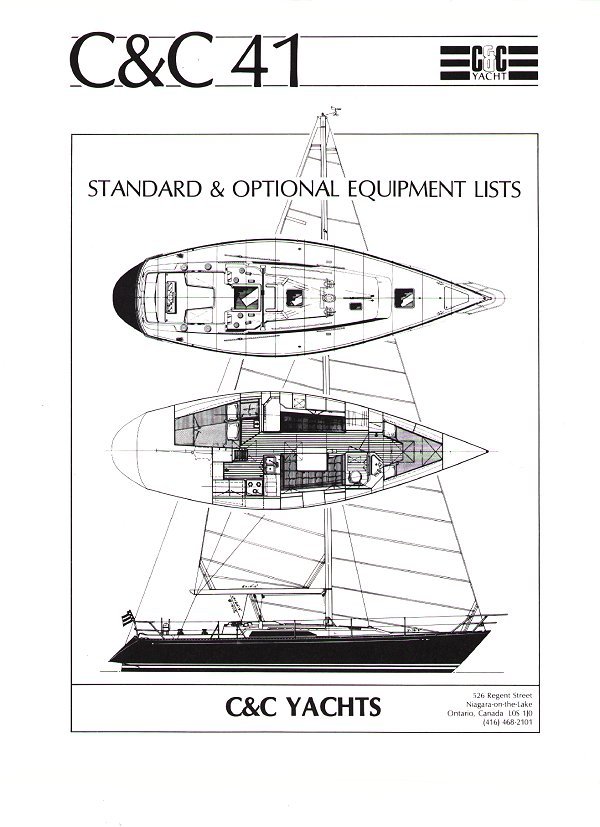 C&C 41
C&C
YACHT
STANDARD & OPTIONAL EQUIPMENT LISTS
C&C YACHTS
526 Regent Street
Niagara-on-the-Lake
Ontario, Canada L0S 1J0
(416) 468-2101